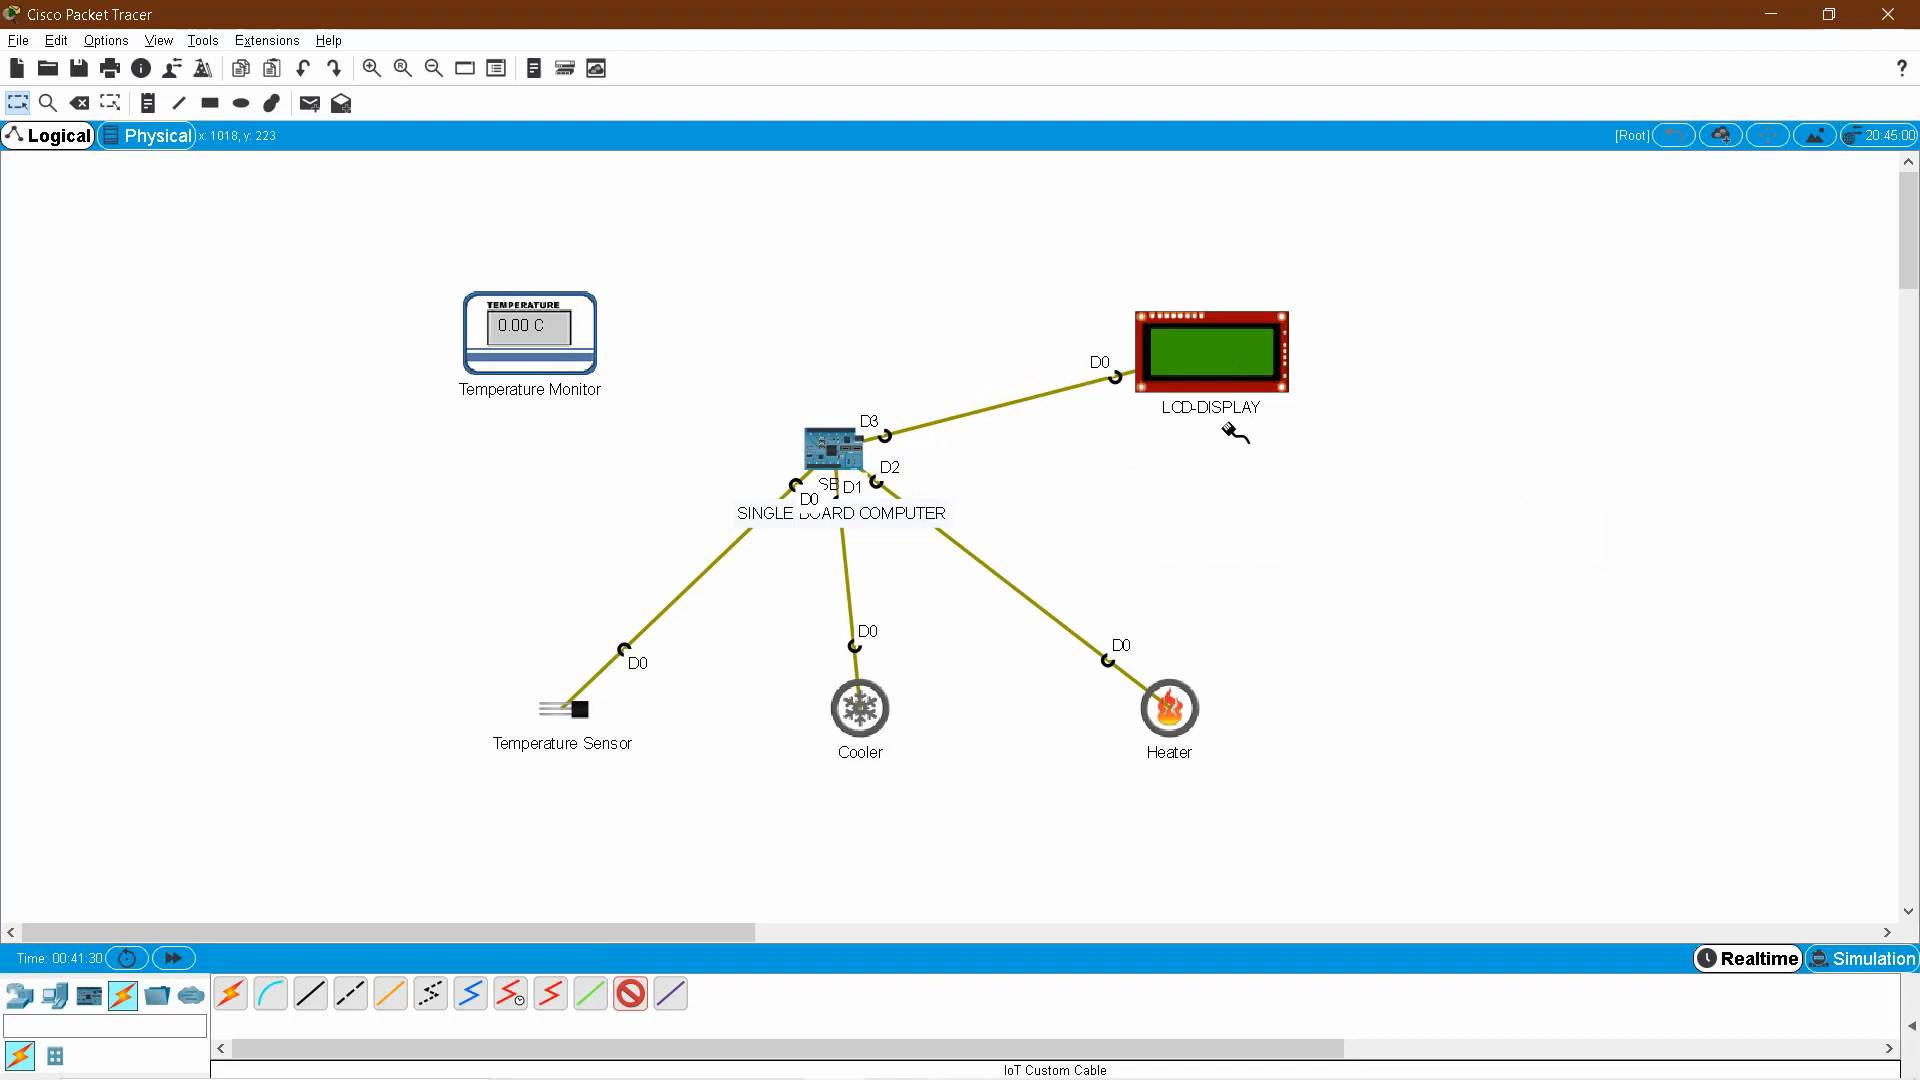 Cisco Packet Tracer
File Edit Options View Tools Extensions Help
?
Logical Physical x: 1018, y: 223 [Root] 20:45:00
TEMPERATURE
0.00 C
Temperature Monitor
D0
LCD-DISPLAY
D3
D2
SB
D1
D0
SINGLE BOARD COMPUTER
D0
D0
D0
Temperature Sensor
Cooler
Heater
Time: 00:41:30 Realtime Simulation
IoT Custom Cable